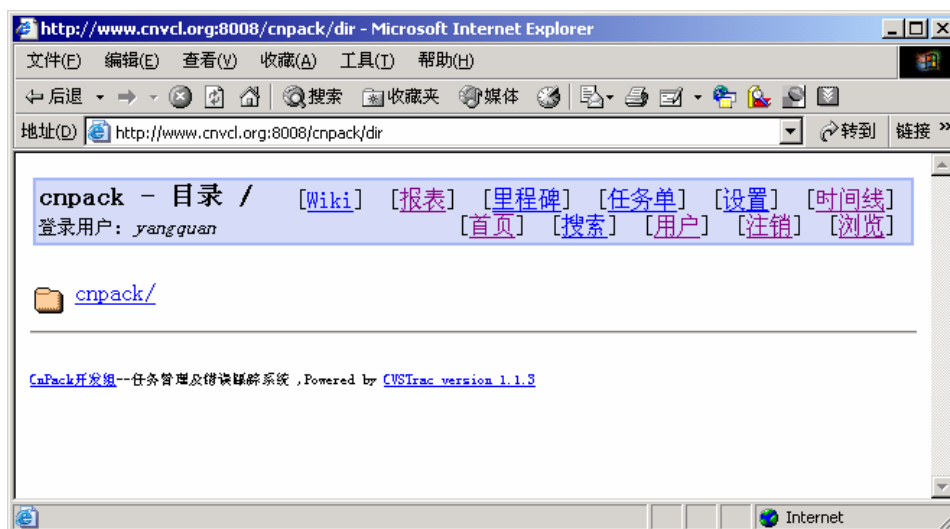 http://www.cnvcl.org:8008/cnpack/dir - Microsoft Internet Explorer
文件(F) 编辑(E) 查看(V) 收藏(A) 工具(T) 帮助(H)
后退 搜索 收藏夹 媒体
地址(D) http://www.cnvcl.org:8008/cnpack/dir 转到 链接 »
cnpack - 目录 / [Wiki] [报表] [里程碑] [任务单] [设置] [时间线]
登录用户: yangquan [首页] [搜索] [用户] [注销] [浏览]
cnpack/
CnPack开发组--任务管理及错误跟踪系统 ,Powered by CVSTrac version 1.1.3
Internet